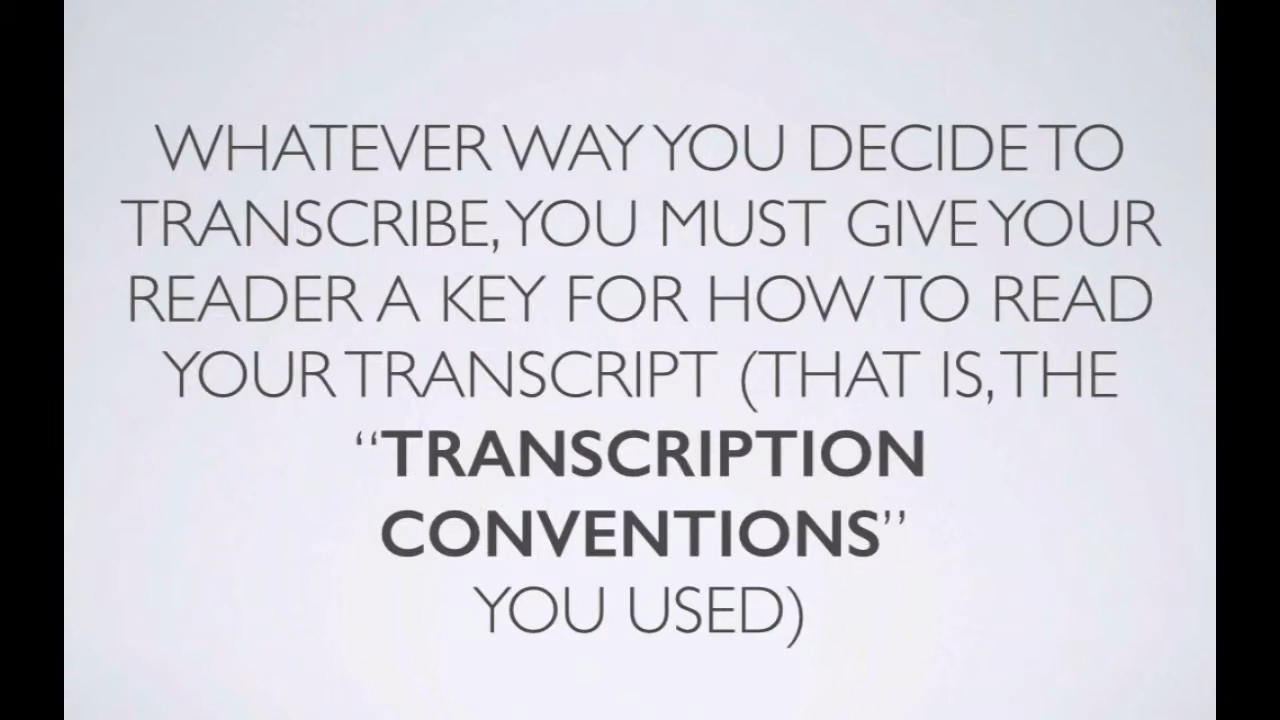 WHATEVER WAY YOU DECIDE TO
TRANSCRIBE, YOU MUST GIVE YOUR
READER A KEY FOR HOW TO READ
YOUR TRANSCRIPT (THAT IS, THE
“TRANSCRIPTION
CONVENTIONS”
YOU USED)